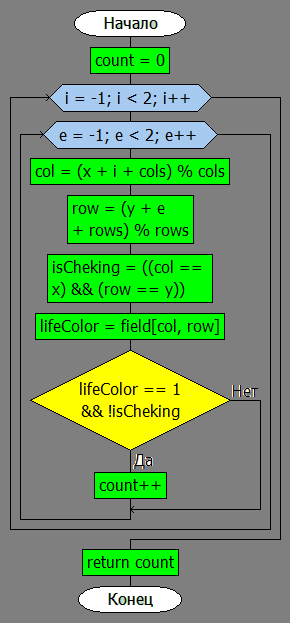 Начало
count = 0
i = -1; i < 2; i++
e = -1; e < 2; e++
col = (x + i + cols) % cols
row = (y + e
+ rows) % rows
isCheking = ((col ==
x) && (row == y))
lifeColor = field[col, row]
lifeColor == 1
&& !isCheking
Нет
Да
count++
return count
Конец